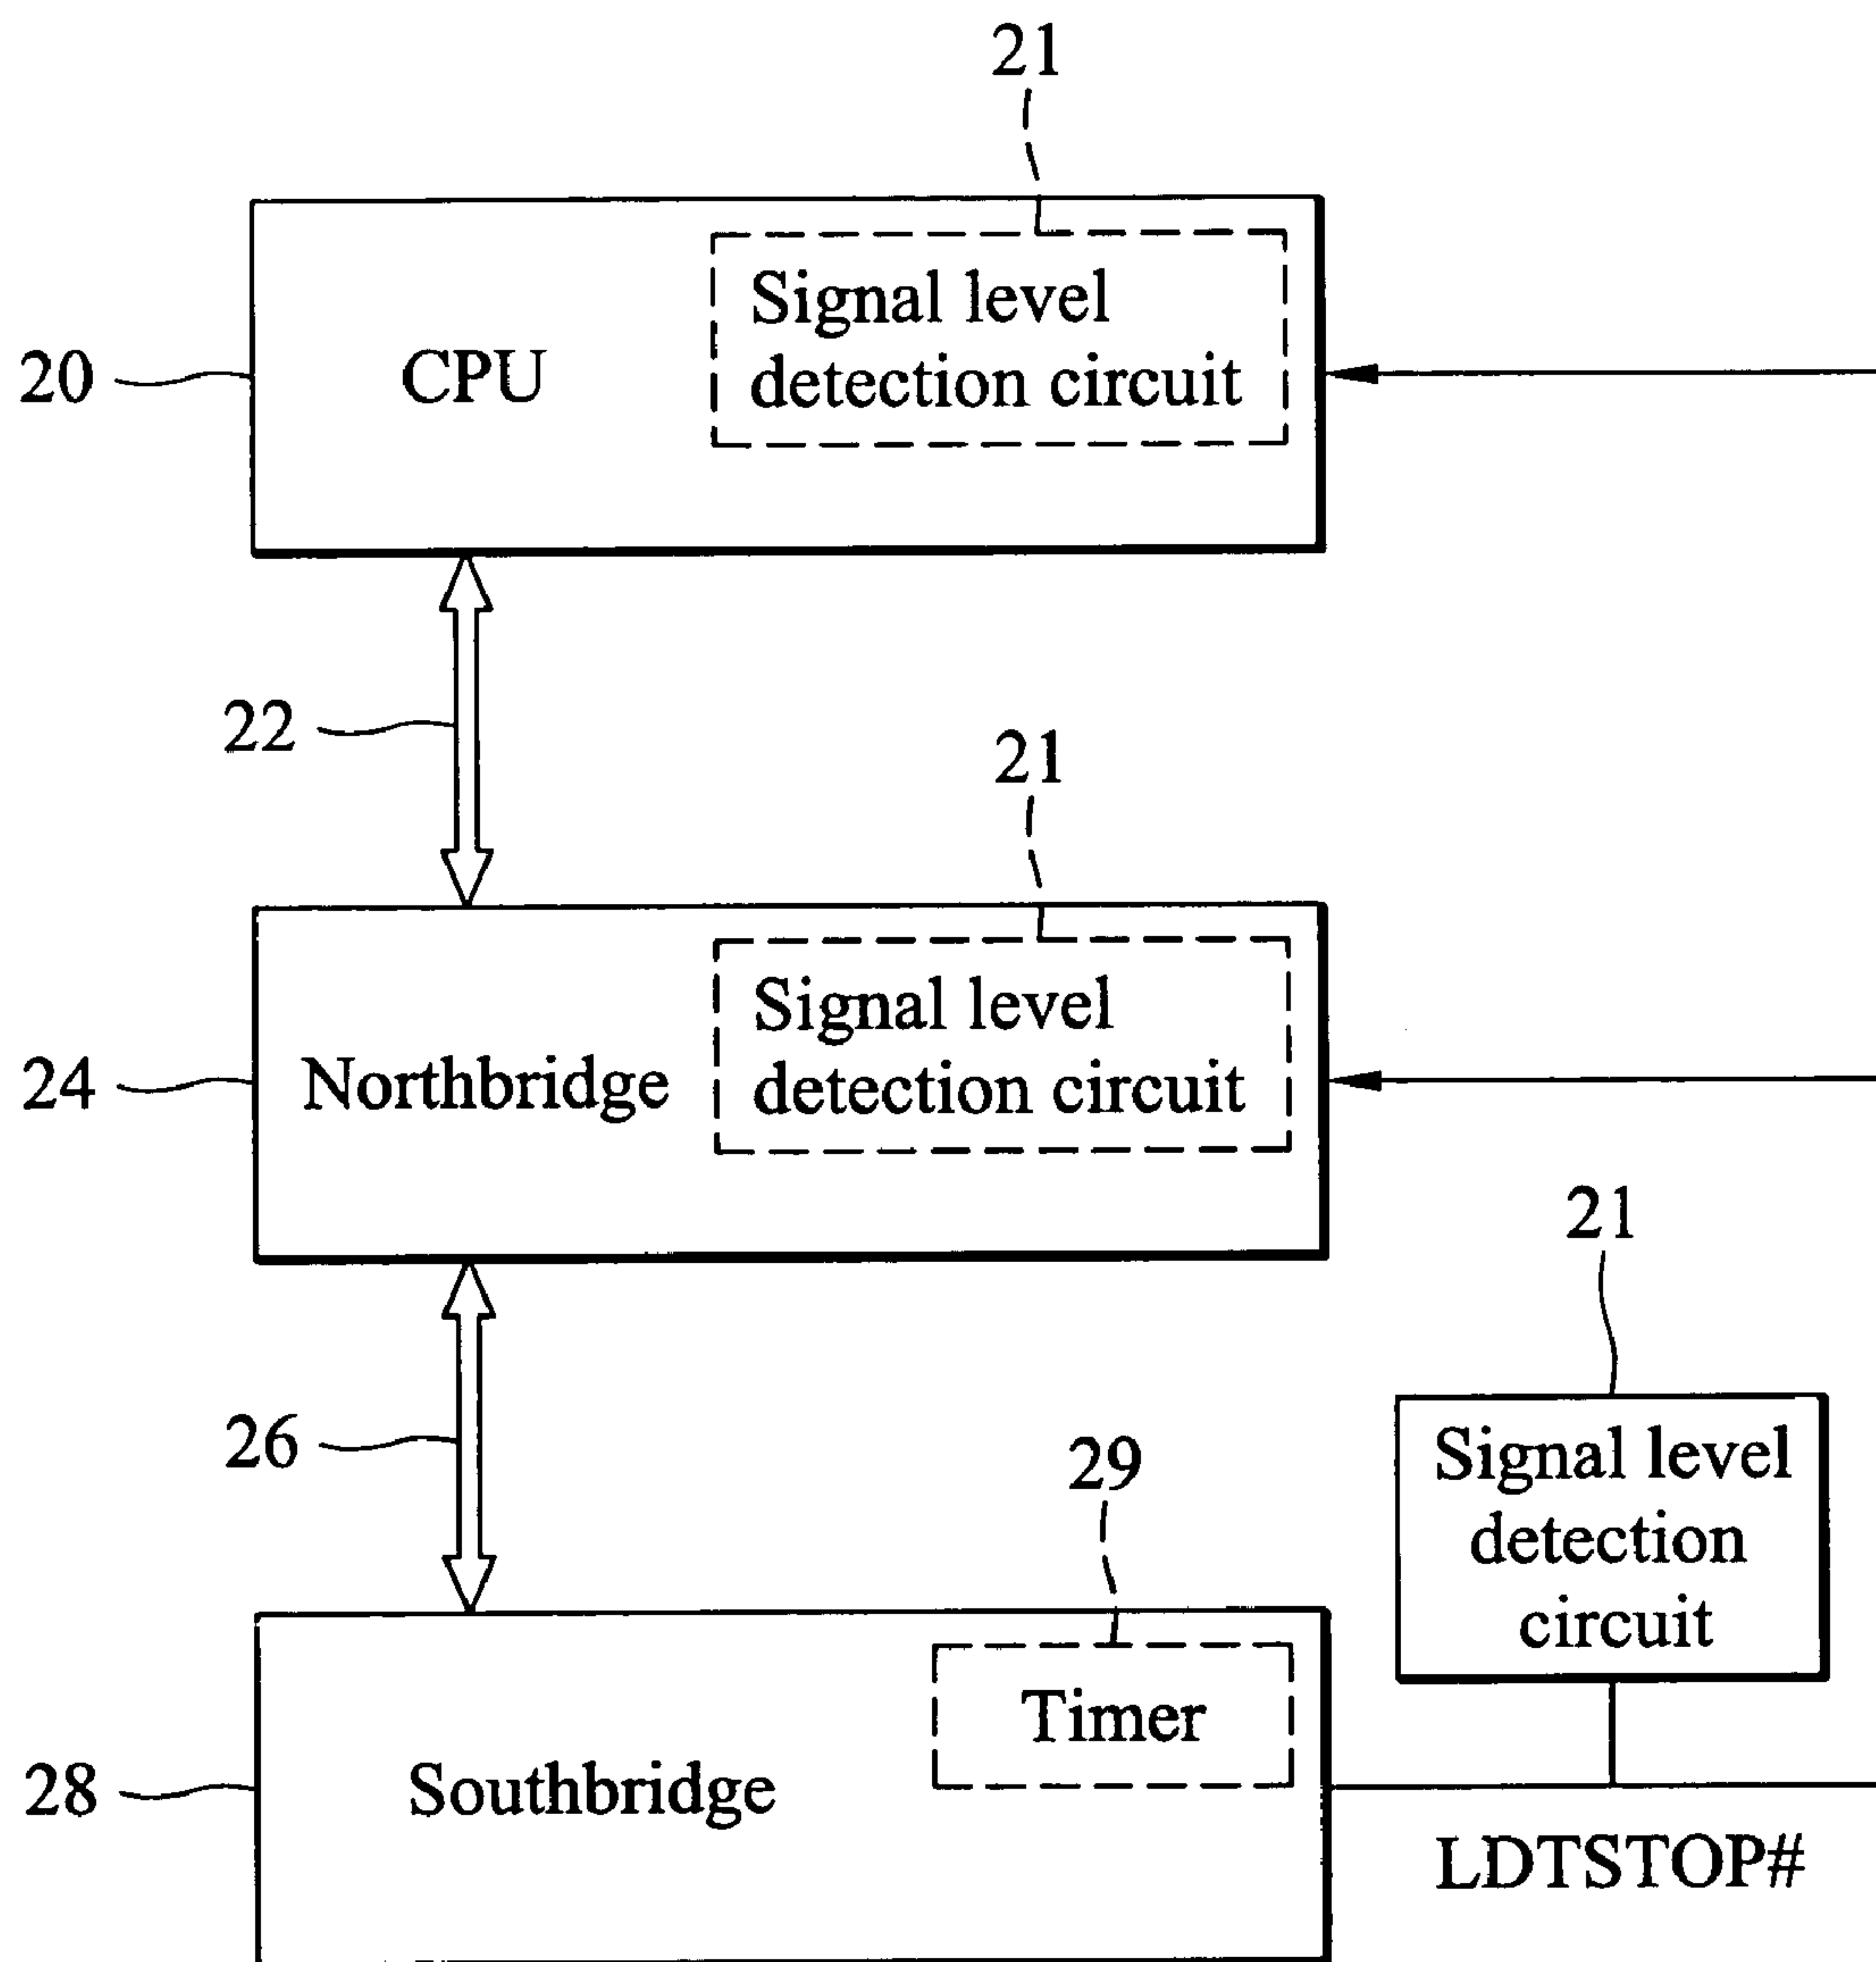 21
Signal level
detection circuit
20
CPU
22
21
Signal level
detection circuit
24
Northbridge
21
26
29
Signal level
detection
circuit
Timer
28
Southbridge
LDTSTOP#